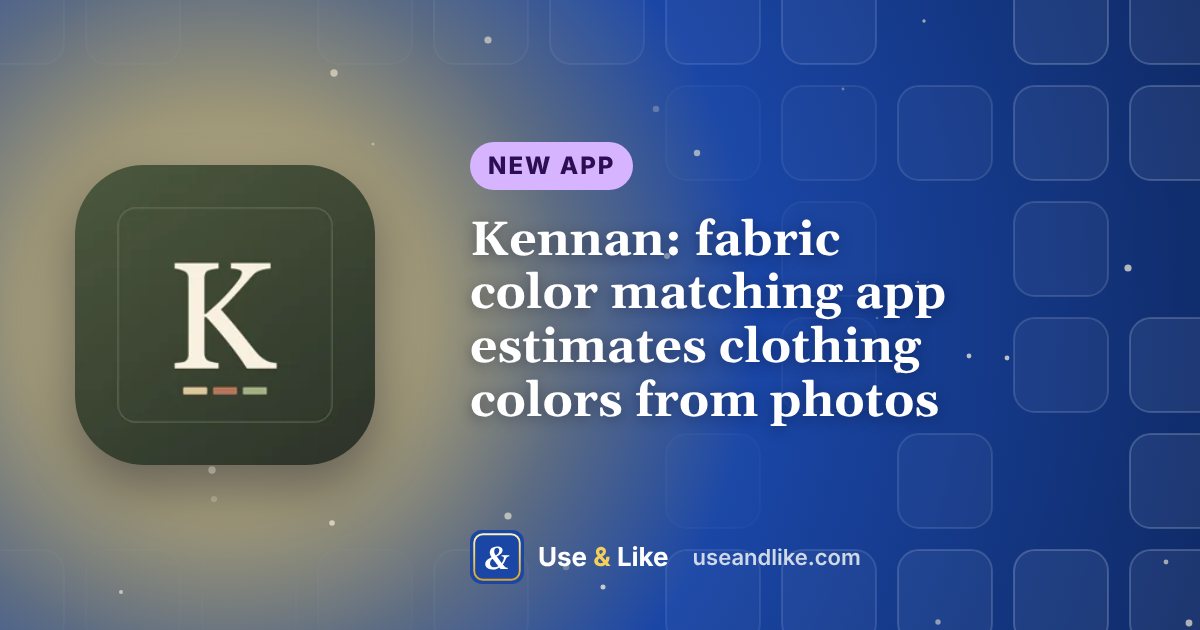 K
NEW APP
Kennan: fabric
color matching app
estimates clothing
colors from photos
& Use & Like useandlike.com